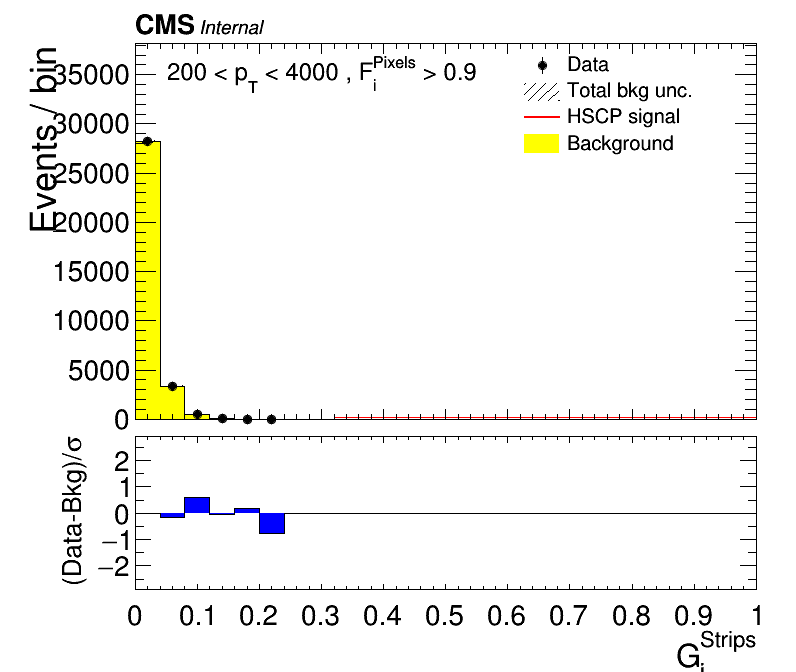 CMS Internal
Events / bin
200 < p_T < 4000 , F_i^Pixels > 0.9
Data
Total bkg unc.
HSCP signal
Background
35000
30000
25000
20000
15000
10000
5000
0
(Data-Bkg)/σ
2
1
0
−1
−2
0 0.1 0.2 0.3 0.4 0.5 0.6 0.7 0.8 0.9 1
G_i^Strips